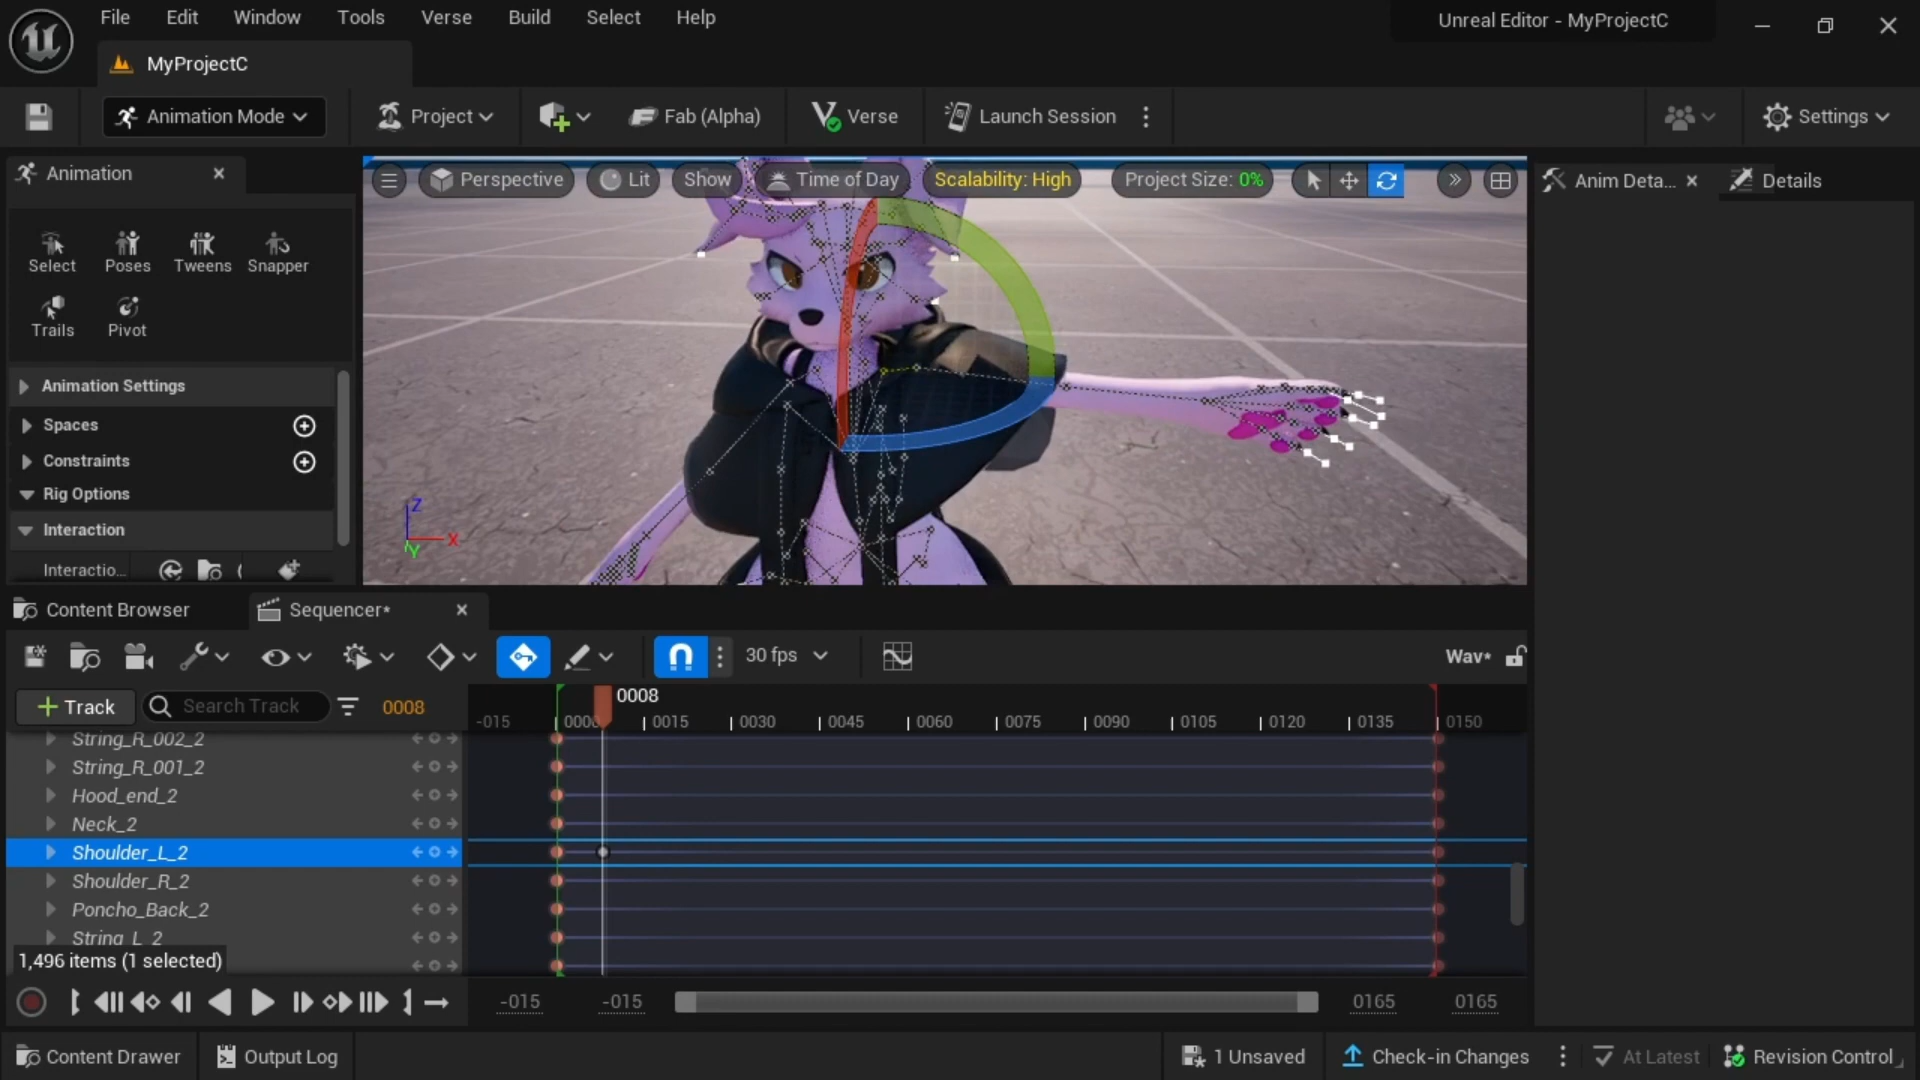 File Edit Window Tools Verse Build Select Help
Unreal Editor - MyProjectC
MyProjectC
Animation Mode Project Fab (Alpha) Verse Launch Session Settings
Animation
Perspective Lit Show Time of Day Scalability: High Project Size: 0%
Anim Deta... Details
Select Poses Tweens Snapper
Trails Pivot
Animation Settings
Spaces
Constraints
Rig Options
Interaction
Interactio...
Z
X
Y
Content Browser Sequencer*
30 fps
Wav*
Track Search Track 0008
0008
-015 0000 0015 0030 0045 0060 0075 0090 0105 0120 0135 0150
String_R_002_2
String_R_001_2
Hood_end_2
Neck_2
Shoulder_L_2
Shoulder_R_2
Poncho_Back_2
String_L_2
1,496 items (1 selected)
-015 -015 0165 0165
Content Drawer Output Log 1 Unsaved Check-in Changes At Latest Revision Control